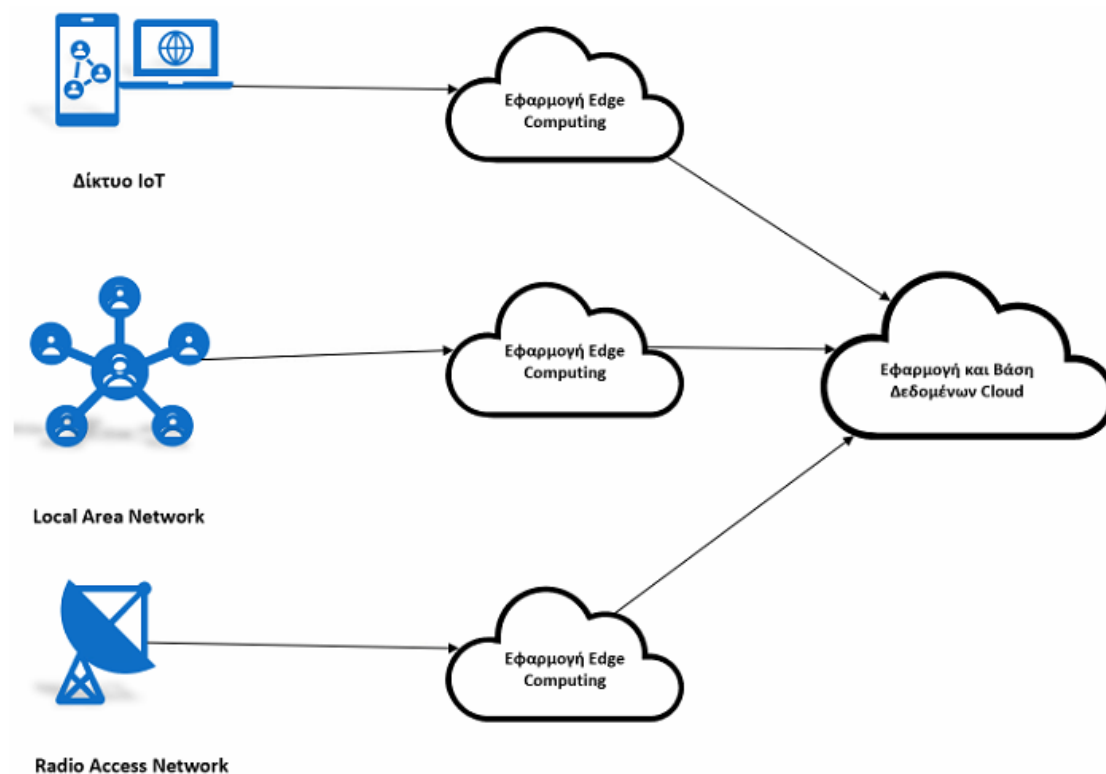 Εφαρμογή Edge
Computing
Δίκτυο IoT
Εφαρμογή Edge
Computing
Εφαρμογή και Βάση
Δεδομένων Cloud
Local Area Network
Εφαρμογή Edge
Computing
Radio Access Network